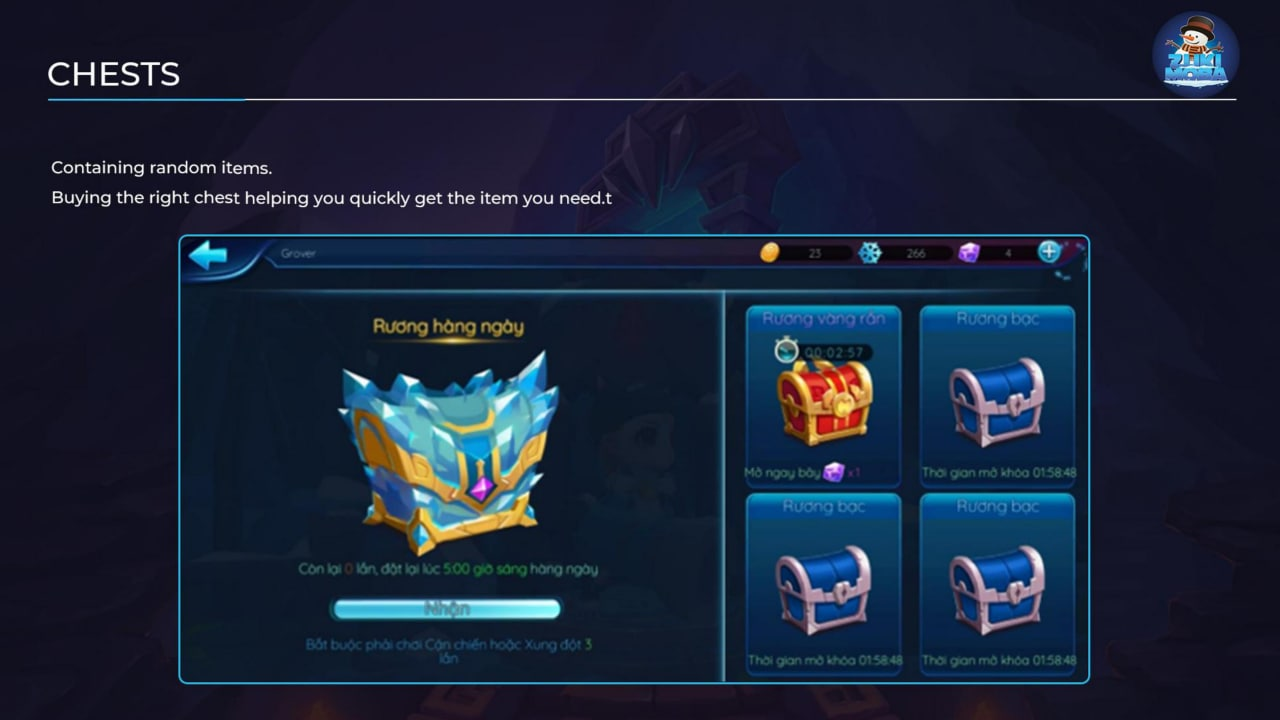 CHESTS
ZUKI
MOBA
Containing random items.
Buying the right chest helping you quickly get the item you need.t
Grover
23
266
4
Rương hàng ngày
Còn lại 0 lần, đặt lại lúc 5:00 giờ sáng hàng ngày
Nhận
Bắt buộc phải chơi Cận chiến hoặc Xung đột 3
lần
Rương vàng rắn
00:02:57
Mở ngay bây x1
Rương bạc
Thời gian mở khóa 01:58:48
Rương bạc
Thời gian mở khóa 01:58:48
Rương bạc
Thời gian mở khóa 01:58:48